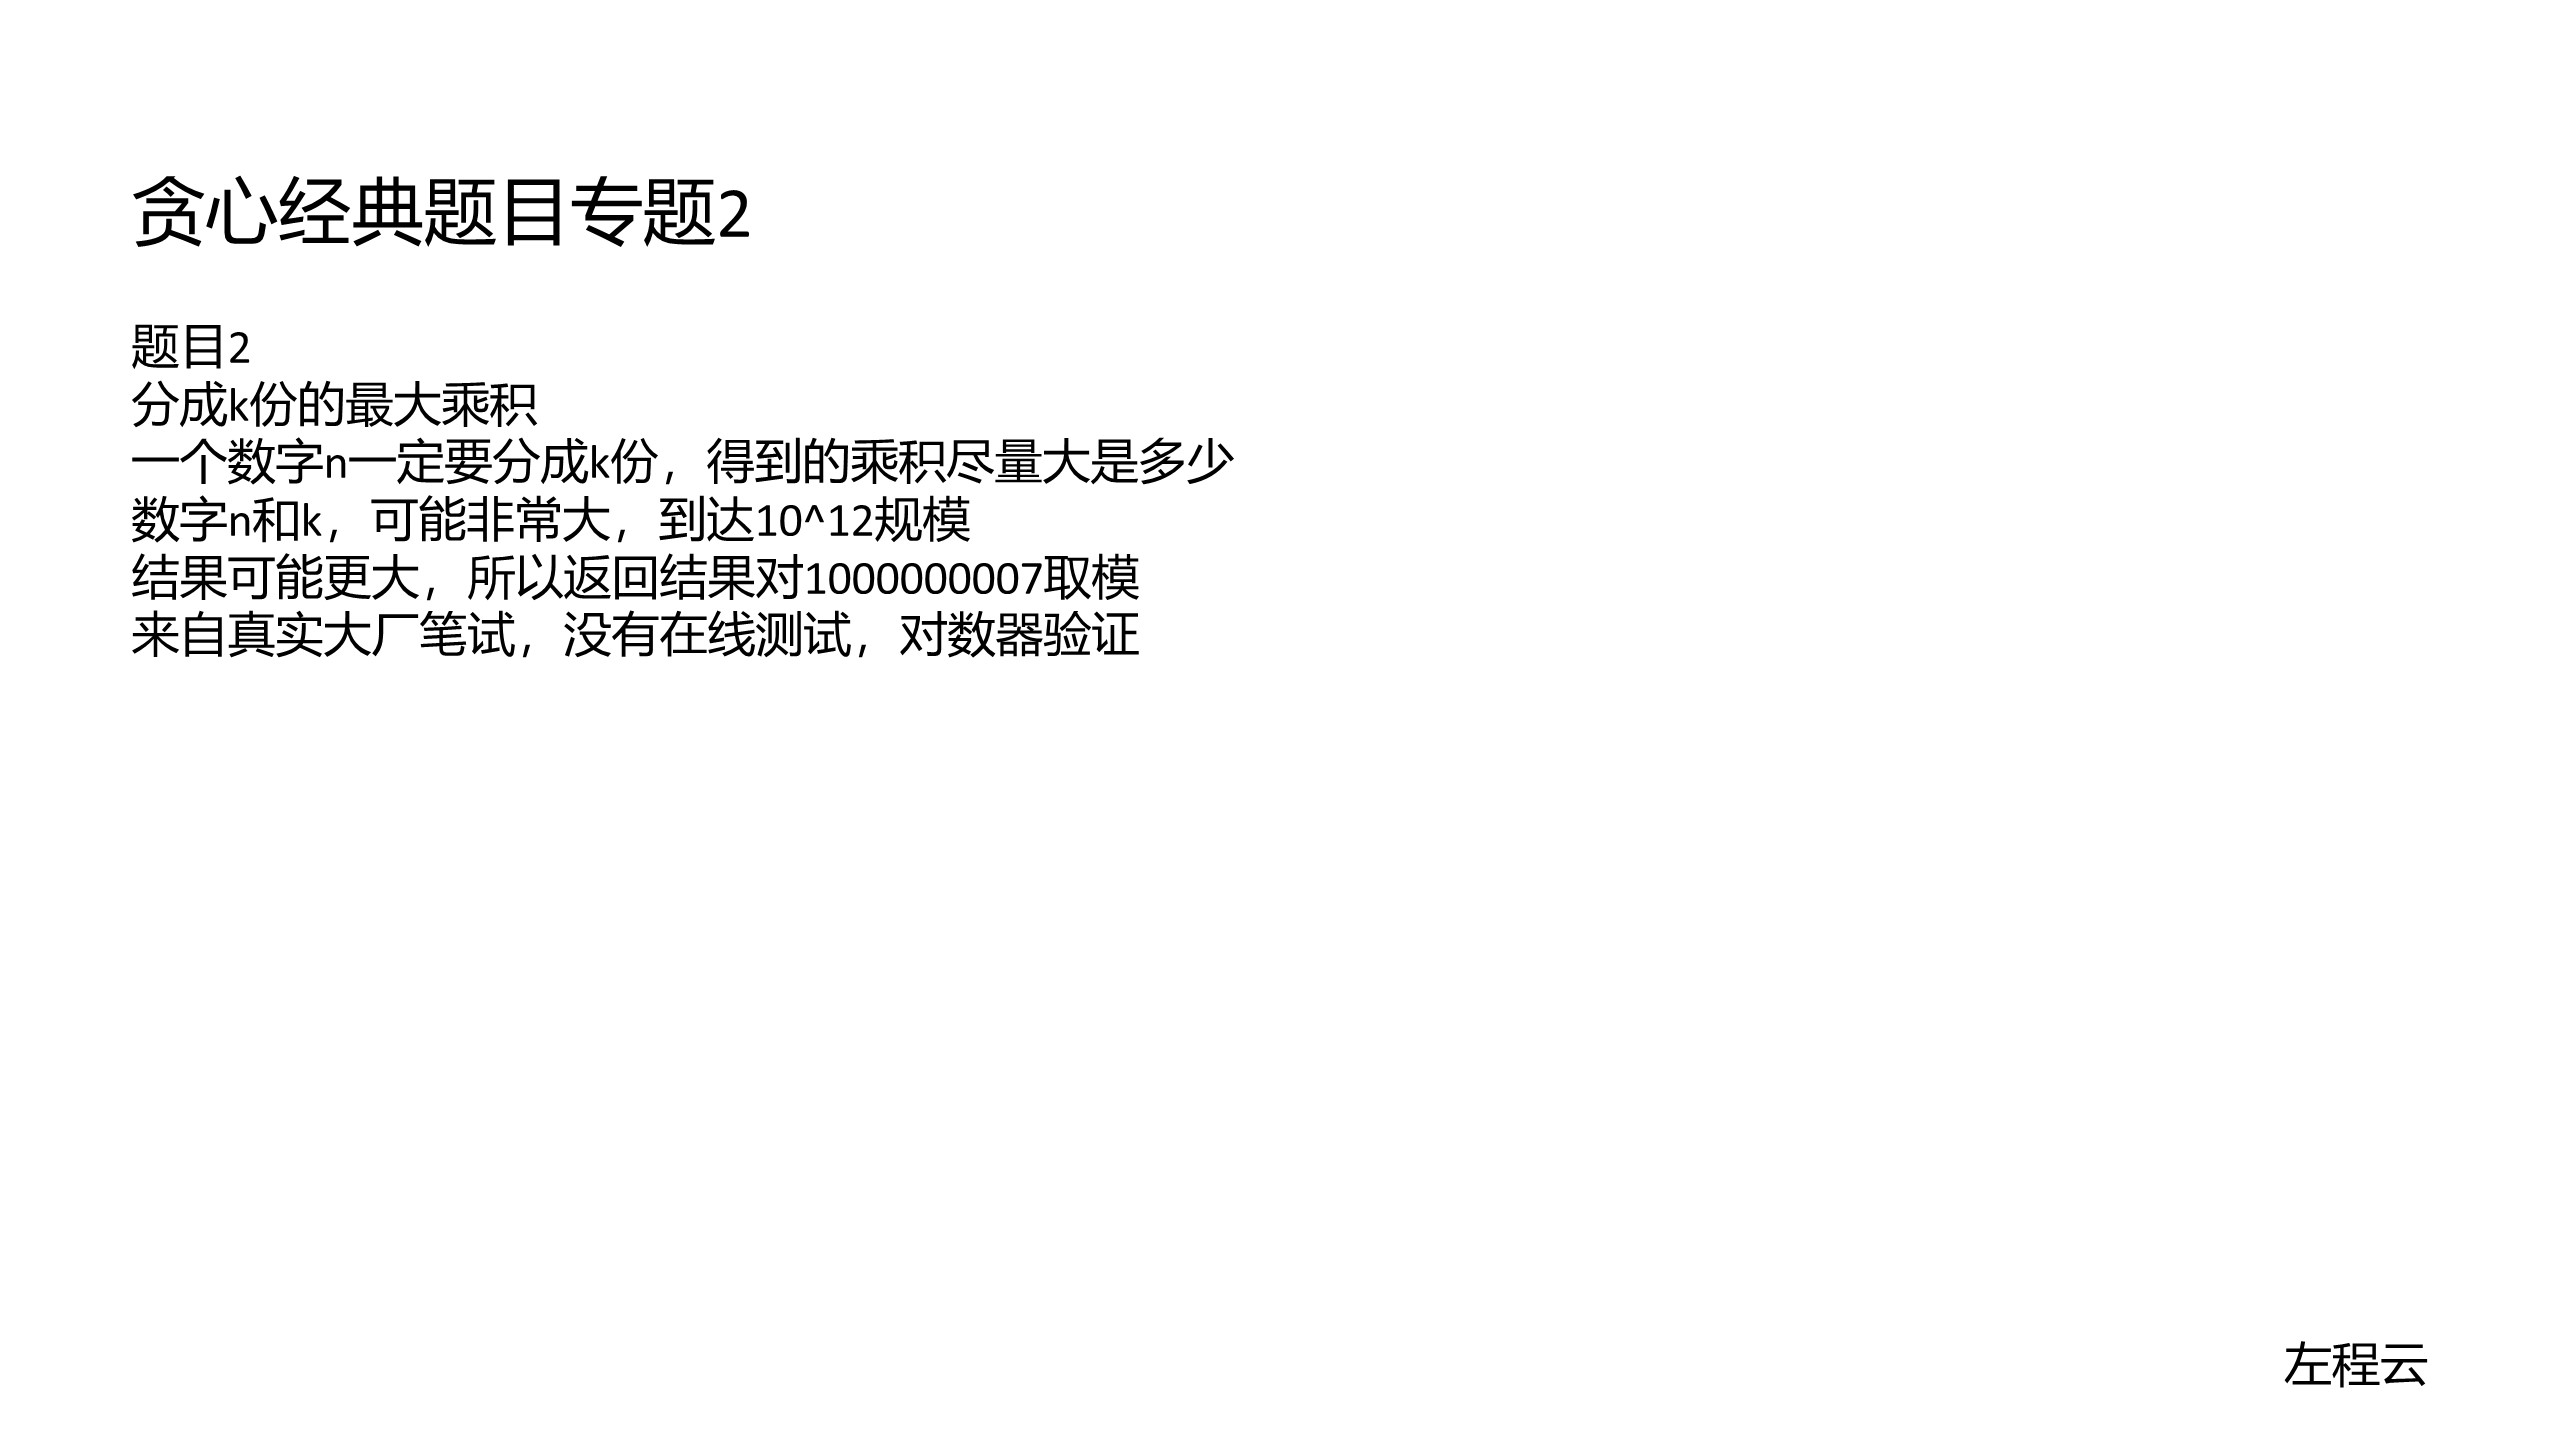 贪心经典题目专题2
题目2
分成k份的最大乘积
一个数字n一定要分成k份，得到的乘积尽量大是多少
数字n和k，可能非常大，到达10^12规模
结果可能更大，所以返回结果对1000000007取模
来自真实大厂笔试，没有在线测试，对数器验证
左程云